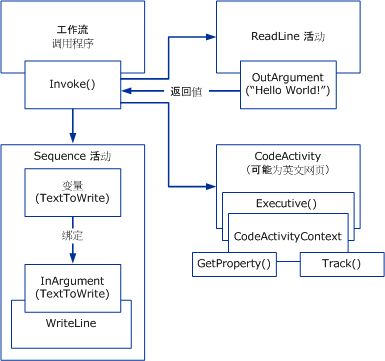 工作流
调用程序
Invoke()
ReadLine 活动
OutArgument
("Hello World!")
返回值
Sequence 活动
变量
(TextToWrite)
绑定
InArgument
(TextToWrite)
WriteLine
CodeActivity
（可能为英文网页）
Executive()
CodeActivityContext
GetProperty()
Track()